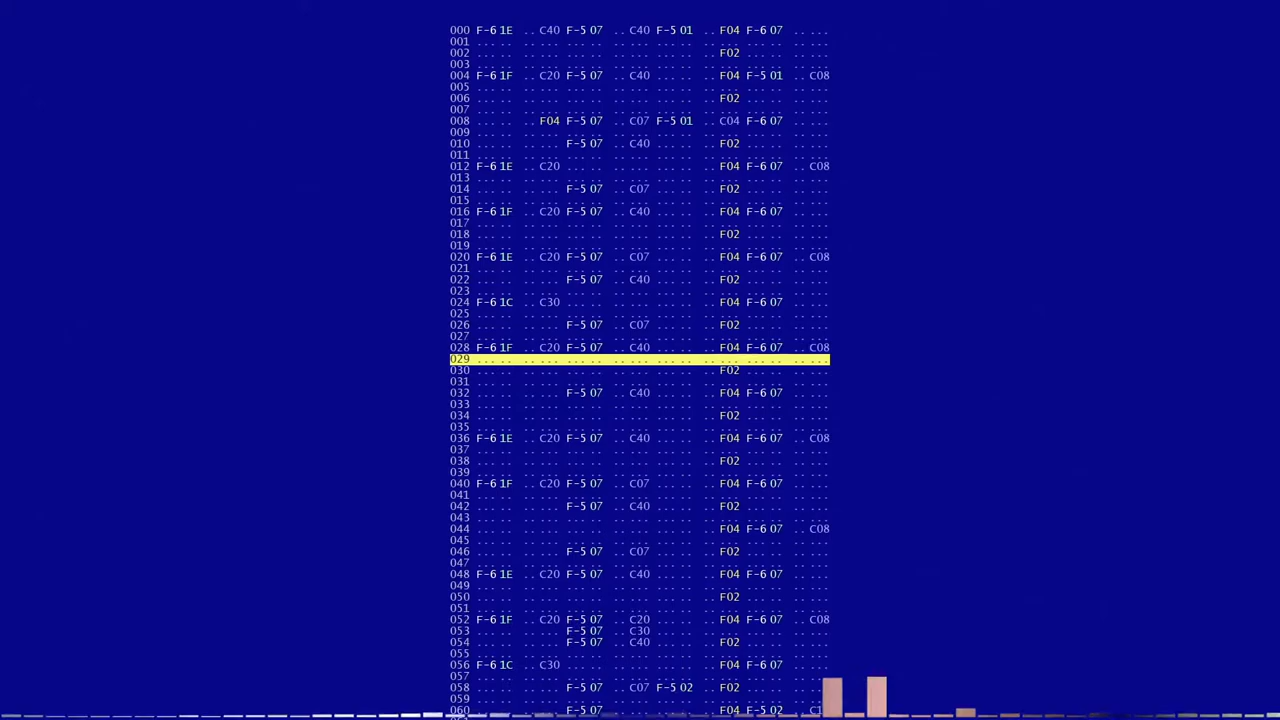 000 F-6 1E .. C40 F-5 07 .. C40 F-5 01 .. F04 F-6 07 .. ...
001 ... .. .. ... ... .. .. ... ... .. .. ... ... .. .. ...
002 ... .. .. ... ... .. .. ... ... .. .. F02 ... .. .. ...
003 ... .. .. ... ... .. .. ... ... .. .. ... ... .. .. ...
004 F-6 1F .. C20 F-5 07 .. C40 ... .. .. F04 F-5 01 .. C08
005 ... .. .. ... ... .. .. ... ... .. .. ... ... .. .. ...
006 ... .. .. ... ... .. .. ... ... .. .. F02 ... .. .. ...
007 ... .. .. ... ... .. .. ... ... .. .. ... ... .. .. ...
008 ... .. .. F04 F-5 07 .. C07 F-5 01 .. C04 F-6 07 .. ...
009 ... .. .. ... ... .. .. ... ... .. .. ... ... .. .. ...
010 ... .. .. ... F-5 07 .. C40 ... .. .. F02 ... .. .. ...
011 ... .. .. ... ... .. .. ... ... .. .. ... ... .. .. ...
012 F-6 1E .. C20 ... .. .. ... ... .. .. F04 F-6 07 .. C08
013 ... .. .. ... ... .. .. ... ... .. .. ... ... .. .. ...
014 ... .. .. ... F-5 07 .. C07 ... .. .. F02 ... .. .. ...
015 ... .. .. ... ... .. .. ... ... .. .. ... ... .. .. ...
016 F-6 1F .. C20 F-5 07 .. C40 ... .. .. F04 F-6 07 .. ...
017 ... .. .. ... ... .. .. ... ... .. .. ... ... .. .. ...
018 ... .. .. ... ... .. .. ... ... .. .. F02 ... .. .. ...
019 ... .. .. ... ... .. .. ... ... .. .. ... ... .. .. ...
020 F-6 1E .. C20 F-5 07 .. C07 ... .. .. F04 F-6 07 .. C08
021 ... .. .. ... ... .. .. ... ... .. .. ... ... .. .. ...
022 ... .. .. ... F-5 07 .. C40 ... .. .. F02 ... .. .. ...
023 ... .. .. ... ... .. .. ... ... .. .. ... ... .. .. ...
024 F-6 1C .. C30 ... .. .. ... ... .. .. F04 F-6 07 .. ...
025 ... .. .. ... ... .. .. ... ... .. .. ... ... .. .. ...
026 ... .. .. ... F-5 07 .. C07 ... .. .. F02 ... .. .. ...
027 ... .. .. ... ... .. .. ... ... .. .. ... ... .. .. ...
028 F-6 1F .. C20 F-5 07 .. C40 ... .. .. F04 F-6 07 .. C08
029 ... .. .. ... ... .. .. ... ... .. .. ... ... .. .. ...
030 ... .. .. ... ... .. .. ... ... .. .. F02 ... .. .. ...
031 ... .. .. ... ... .. .. ... ... .. .. ... ... .. .. ...
032 ... .. .. ... F-5 07 .. C40 ... .. .. F04 F-6 07 .. ...
033 ... .. .. ... ... .. .. ... ... .. .. ... ... .. .. ...
034 ... .. .. ... ... .. .. ... ... .. .. F02 ... .. .. ...
035 ... .. .. ... ... .. .. ... ... .. .. ... ... .. .. ...
036 F-6 1E .. C20 F-5 07 .. C40 ... .. .. F04 F-6 07 .. C08
037 ... .. .. ... ... .. .. ... ... .. .. ... ... .. .. ...
038 ... .. .. ... ... .. .. ... ... .. .. F02 ... .. .. ...
039 ... .. .. ... ... .. .. ... ... .. .. ... ... .. .. ...
040 F-6 1F .. C20 F-5 07 .. C07 ... .. .. F04 F-6 07 .. ...
041 ... .. .. ... ... .. .. ... ... .. .. ... ... .. .. ...
042 ... .. .. ... F-5 07 .. C40 ... .. .. F02 ... .. .. ...
043 ... .. .. ... ... .. .. ... ... .. .. ... ... .. .. ...
044 ... .. .. ... ... .. .. ... ... .. .. F04 F-6 07 .. C08
045 ... .. .. ... ... .. .. ... ... .. .. ... ... .. .. ...
046 ... .. .. ... F-5 07 .. C07 ... .. .. F02 ... .. .. ...
047 ... .. .. ... ... .. .. ... ... .. .. ... ... .. .. ...
048 F-6 1E .. C20 F-5 07 .. C40 ... .. .. F04 F-6 07 .. ...
049 ... .. .. ... ... .. .. ... ... .. .. ... ... .. .. ...
050 ... .. .. ... ... .. .. ... ... .. .. F02 ... .. .. ...
051 ... .. .. ... ... .. .. ... ... .. .. ... ... .. .. ...
052 F-6 1F .. C20 F-5 07 .. C20 ... .. .. F04 F-6 07 .. C08
053 ... .. .. ... F-5 07 .. C30 ... .. .. ... ... .. .. ...
054 ... .. .. ... F-5 07 .. C40 ... .. .. F02 ... .. .. ...
055 ... .. .. ... ... .. .. ... ... .. .. ... ... .. .. ...
056 F-6 1C .. C30 ... .. .. ... ... .. .. F04 F-6 07 .. ...
057 ... .. .. ... ... .. .. ... ... .. .. ... ... .. .. ...
058 ... .. .. ... F-5 07 .. C07 F-5 02 .. F02 ... .. .. ...
059 ... .. .. ... ... .. .. ... ... .. .. ... ... .. .. ...
060 ... .. .. ... F-5 07 .. C40 ... .. .. F04 F-5 02 ..